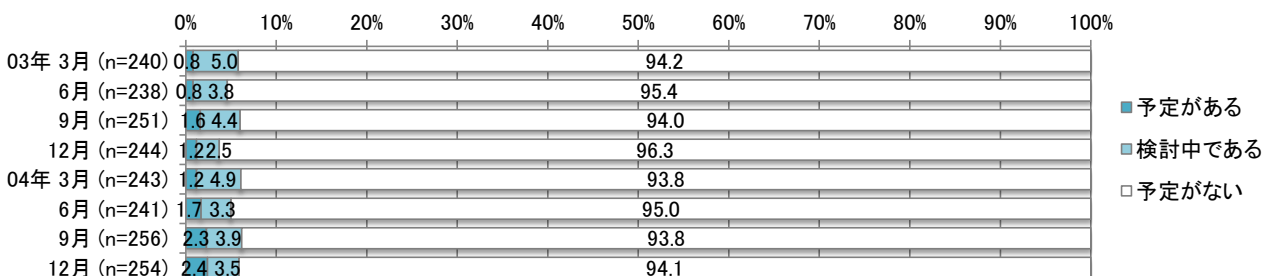 0% 10% 20% 30% 40% 50% 60% 70% 80% 90% 100%
03年 3月 (n=240) 0.8 5.0 94.2
6月 (n=238) 0.8 3.8 95.4
9月 (n=251) 1.6 4.4 94.0
12月 (n=244) 1.2 2.5 96.3
04年 3月 (n=243) 1.2 4.9 93.8
6月 (n=241) 1.7 3.3 95.0
9月 (n=256) 2.3 3.9 93.8
12月 (n=254) 2.4 3.5 94.1
予定がある
検討中である
予定がない